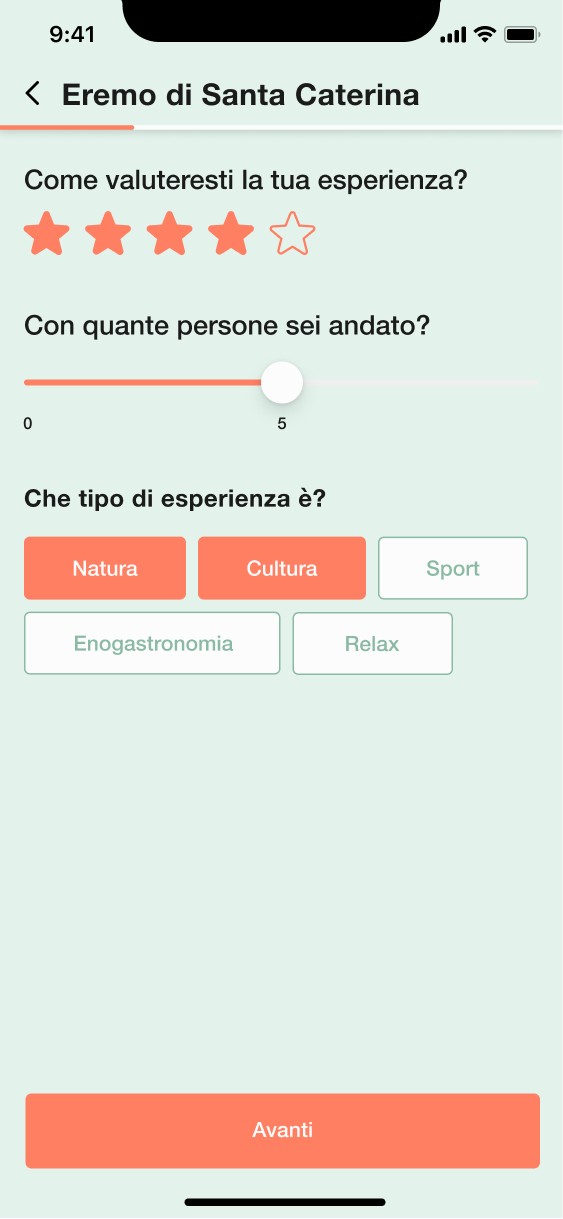 9:41
Eremo di Santa Caterina
Come valuteresti la tua esperienza?
Con quante persone sei andato?
0 5
Che tipo di esperienza è?
Natura Cultura Sport
Enogastronomia Relax
Avanti